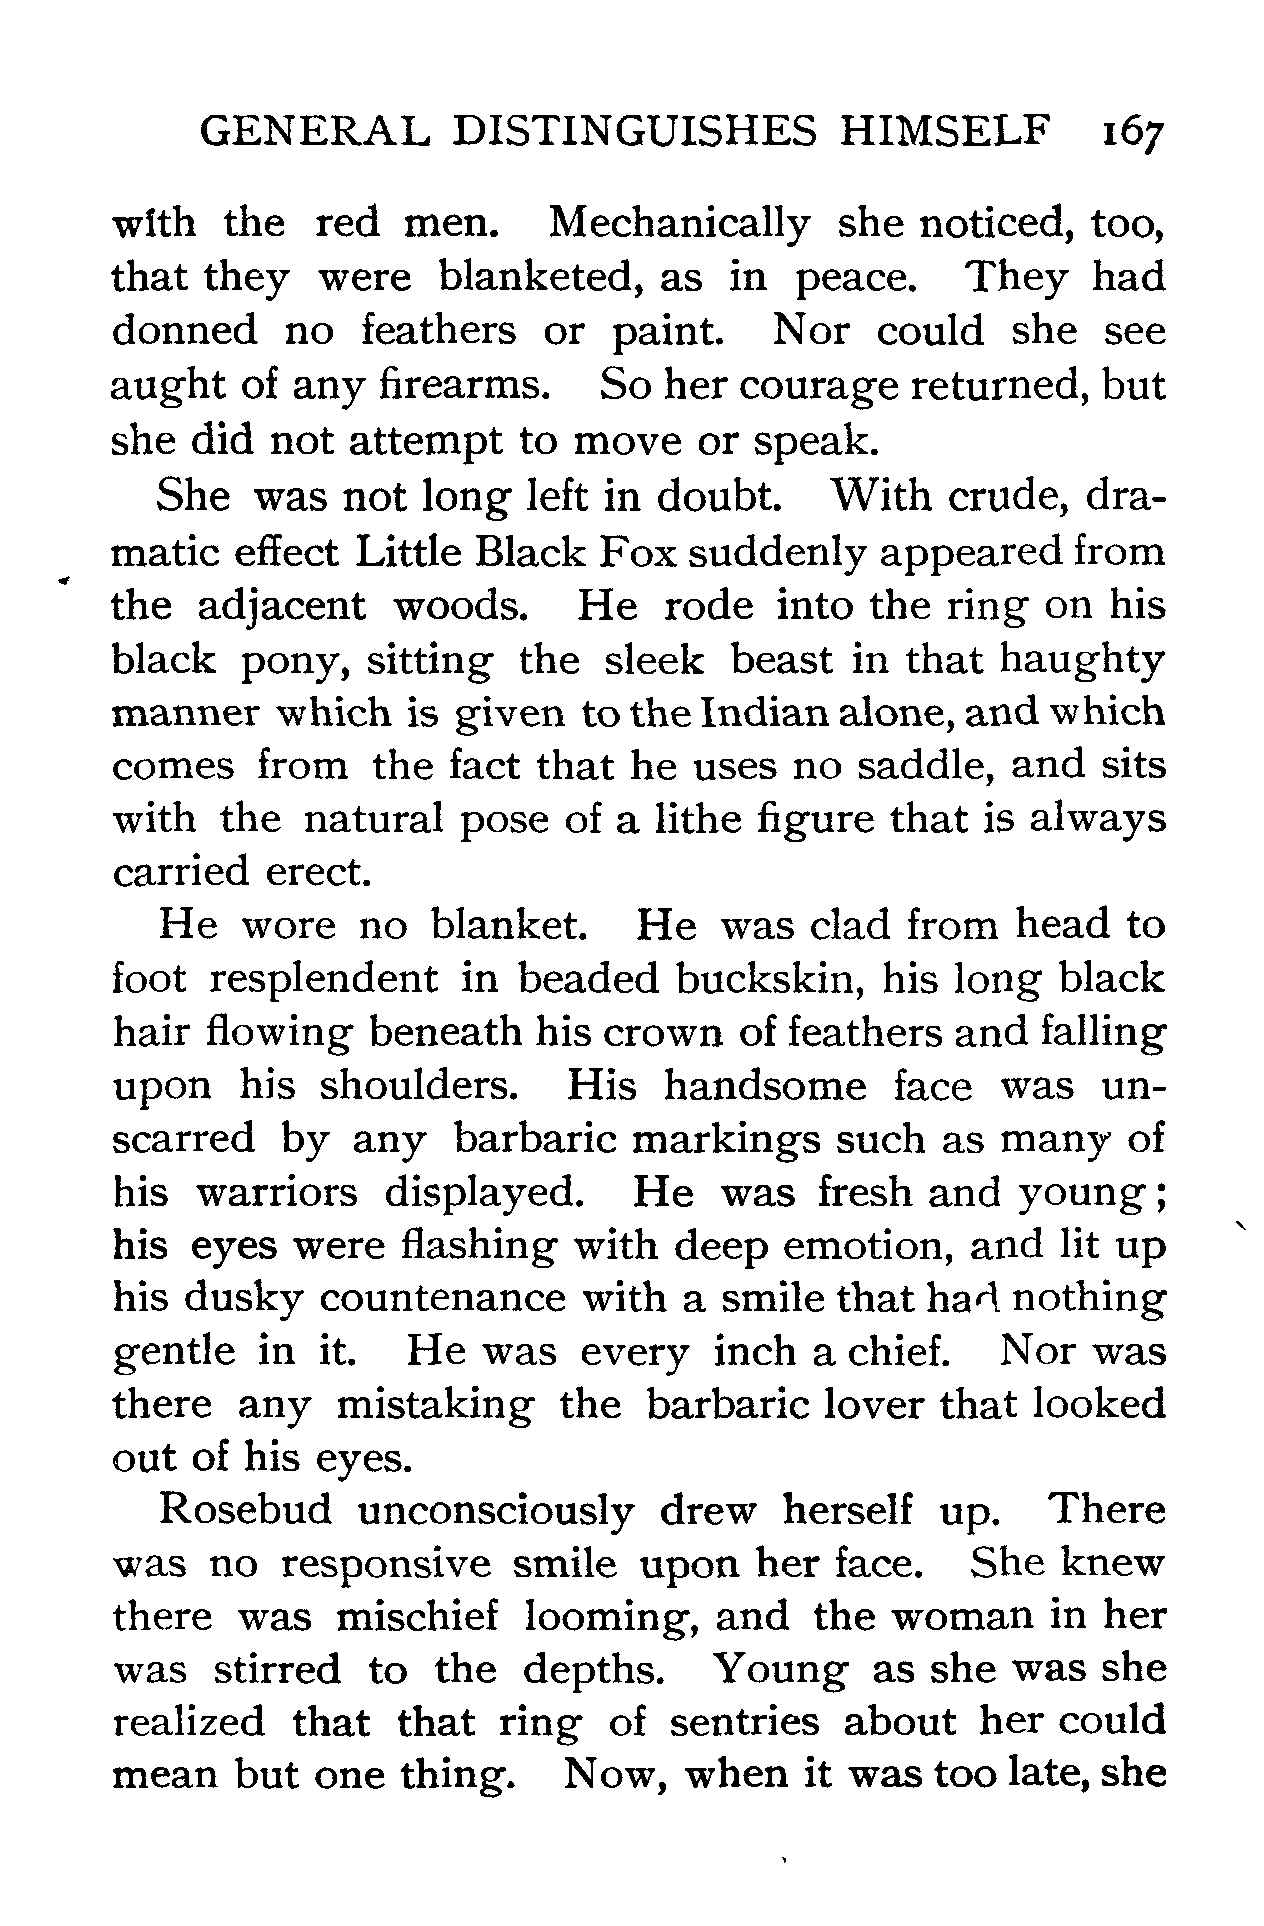 GENERAL DISTINGUISHES HIMSELF 167
with the red men. Mechanically she noticed, too,
that they were blanketed, as in peace. They had
donned no feathers or paint. Nor could she see
aught of any firearms. So her courage returned, but
she did not attempt to move or speak.
She was not long left in doubt. With crude, dra-
matic effect Little Black Fox suddenly appeared from
the adjacent woods. He rode into the ring on his
black pony, sitting the sleek beast in that haughty
manner which is given to the Indian alone, and which
comes from the fact that he uses no saddle, and sits
with the natural pose of a lithe figure that is always
carried erect.
He wore no blanket. He was clad from head to
foot resplendent in beaded buckskin, his long black
hair flowing beneath his crown of feathers and falling
upon his shoulders. His handsome face was un-
scarred by any barbaric markings such as many of
his warriors displayed. He was fresh and young;
his eyes were flashing with deep emotion, and lit up
his dusky countenance with a smile that had nothing
gentle in it. He was every inch a chief. Nor was
there any mistaking the barbaric lover that looked
out of his eyes.
Rosebud unconsciously drew herself up. There
was no responsive smile upon her face. She knew
there was mischief looming, and the woman in her
was stirred to the depths. Young as she was she
realized that that ring of sentries about her could
mean but one thing. Now, when it was too late, she